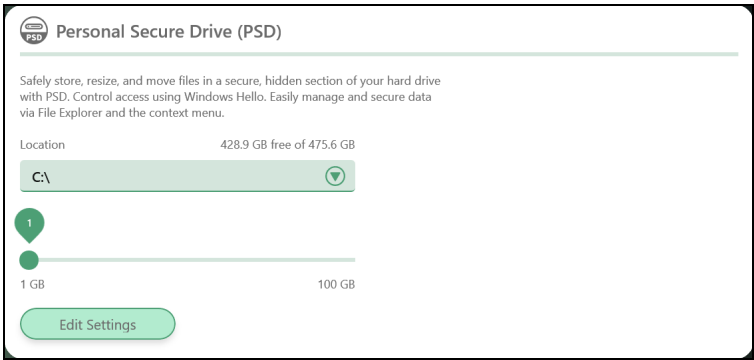 PSD
Personal Secure Drive (PSD)
Safely store, resize, and move files in a secure, hidden section of your hard drive
with PSD. Control access using Windows Hello. Easily manage and secure data
via File Explorer and the context menu.
Location 428.9 GB free of 475.6 GB
C:\
1
1 GB 100 GB
Edit Settings